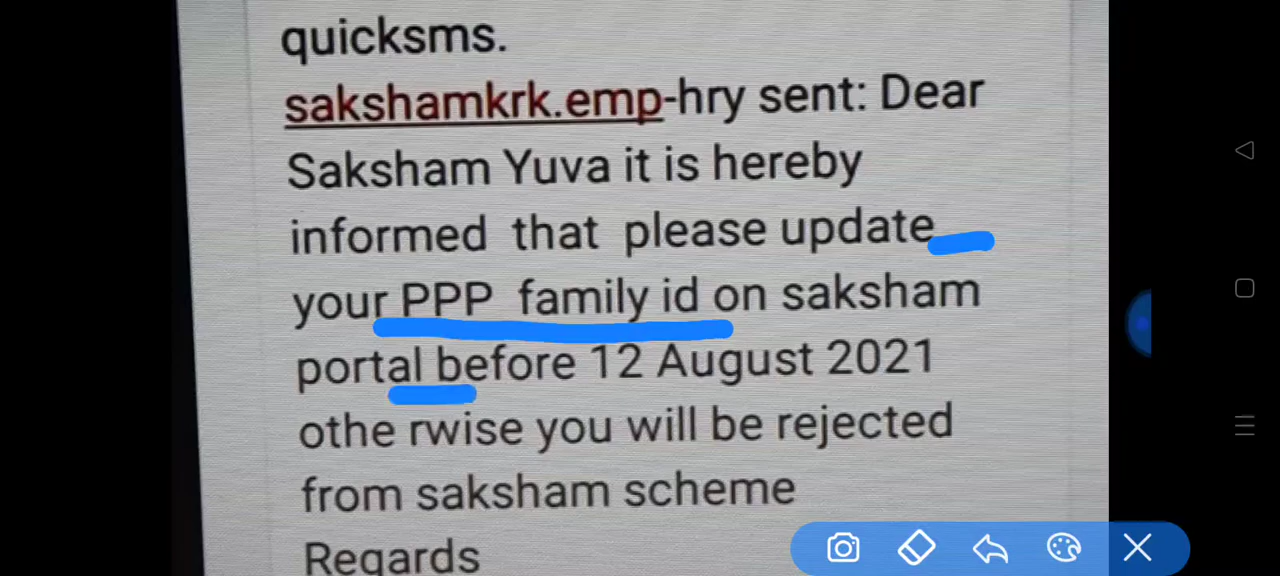 quicksms.
sakshamkrk.emp-hry sent: Dear
Saksham Yuva it is hereby
informed that please update
your PPP family id on saksham
portal before 12 August 2021
othe rwise you will be rejected
from saksham scheme
Regards